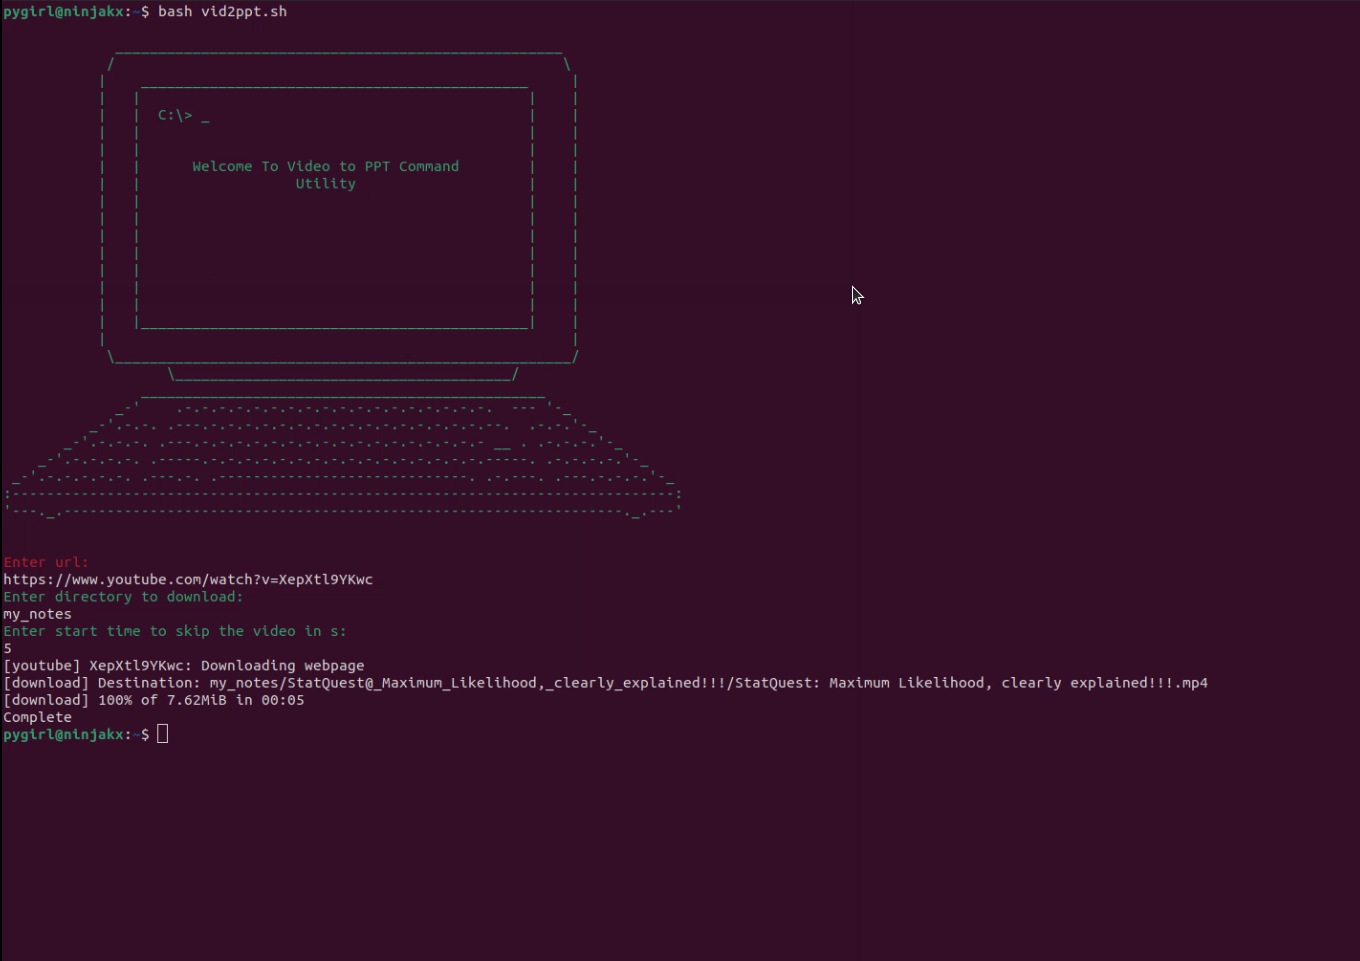 pygirl@ninjakx:~$ bash vid2ppt.sh
C:\> _
Welcome To Video to PPT Command
Utility
Enter url:
https://www.youtube.com/watch?v=XepXtl9YKwc
Enter directory to download:
my_notes
Enter start time to skip the video in s:
5
[youtube] XepXtl9YKwc: Downloading webpage
[download] Destination: my_notes/StatQuest@_Maximum_Likelihood,_clearly_explained!!!/StatQuest: Maximum Likelihood, clearly explained!!!.mp4
[download] 100% of 7.62MiB in 00:05
Complete
pygirl@ninjakx:~$